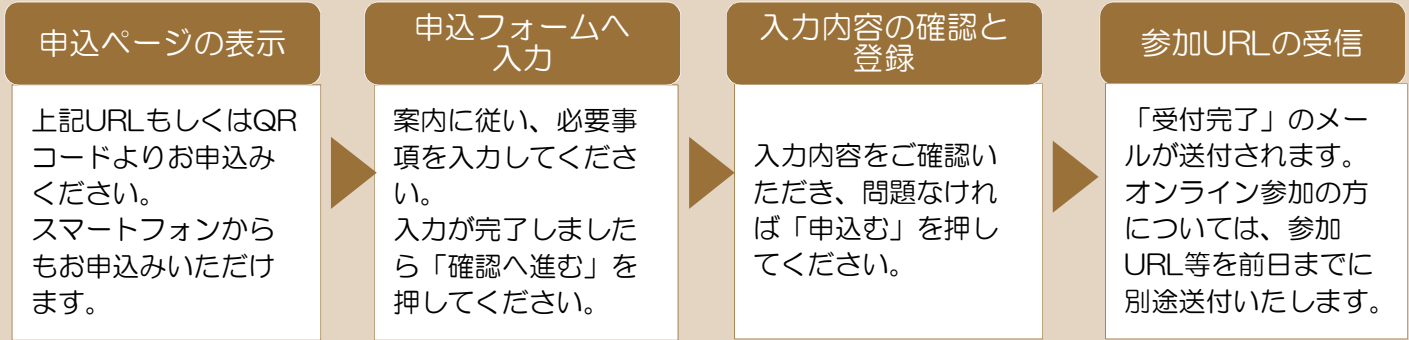 申込ページの表示
上記URLもしくはQR
コードよりお申込み
ください。
スマートフォンから
もお申込みいただけ
ます。
申込フォームへ
入力
案内に従い、必要事
項を入力してくださ
い。
入力が完了しました
ら「確認へ進む」を
押してください。
入力内容の確認と
登録
入力内容をご確認い
ただき、問題なけれ
ば「申込む」を押し
てください。
参加URLの受信
「受付完了」のメー
ルが送付されます。
オンライン参加の方
については、参加
URL等を前日までに
別途送付いたします。